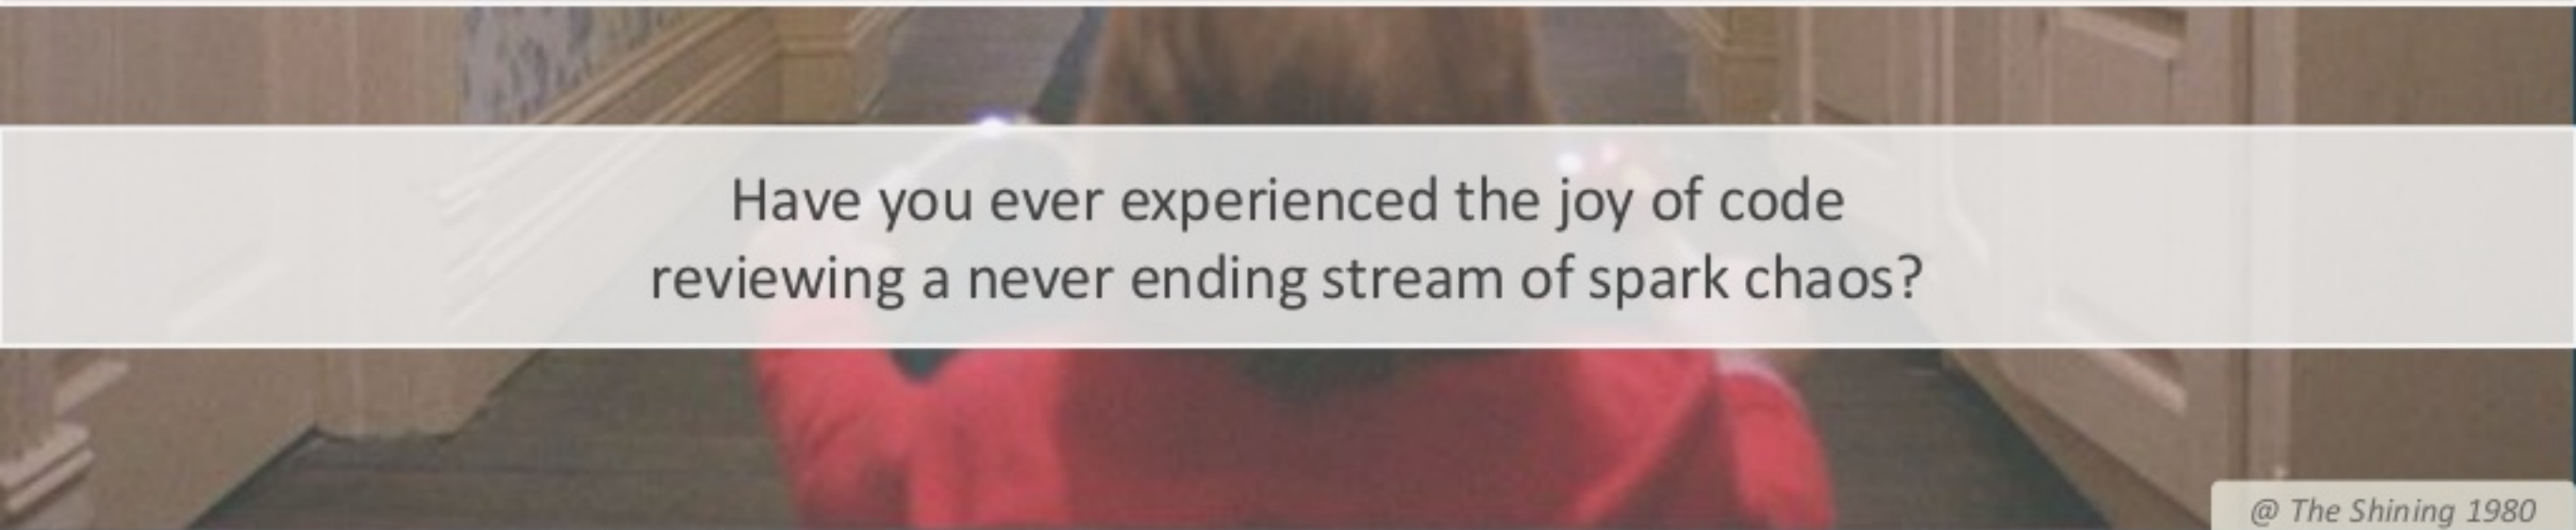 Have you ever experienced the joy of code
reviewing a never ending stream of spark chaos?
@ The Shining 1980